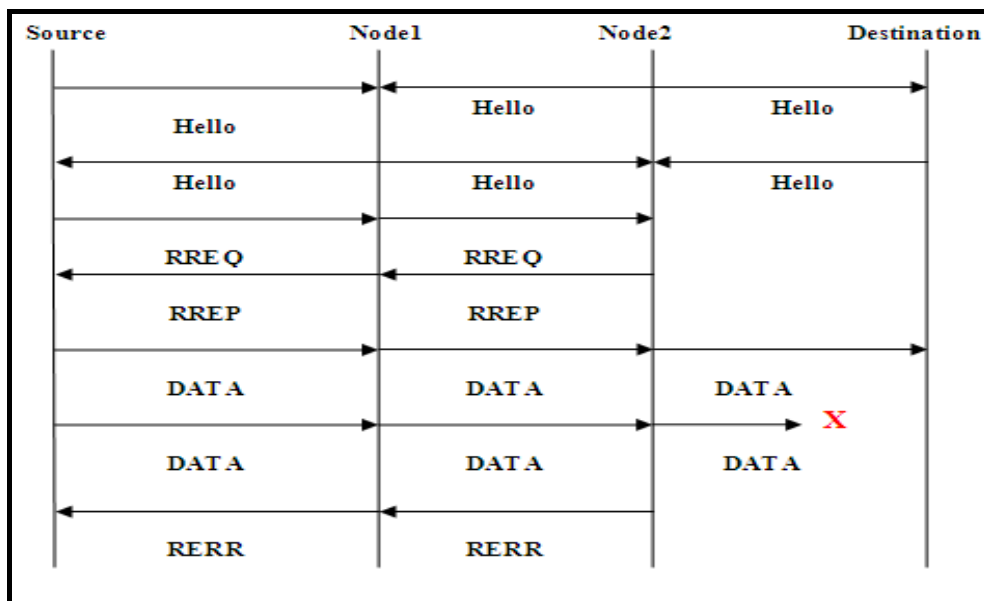 Source Node1 Node2 Destination
Hello Hello
Hello
Hello Hello Hello
RREQ RREQ
RREP RREP
DATA DATA DATA
X
DATA DATA DATA
RERR RERR